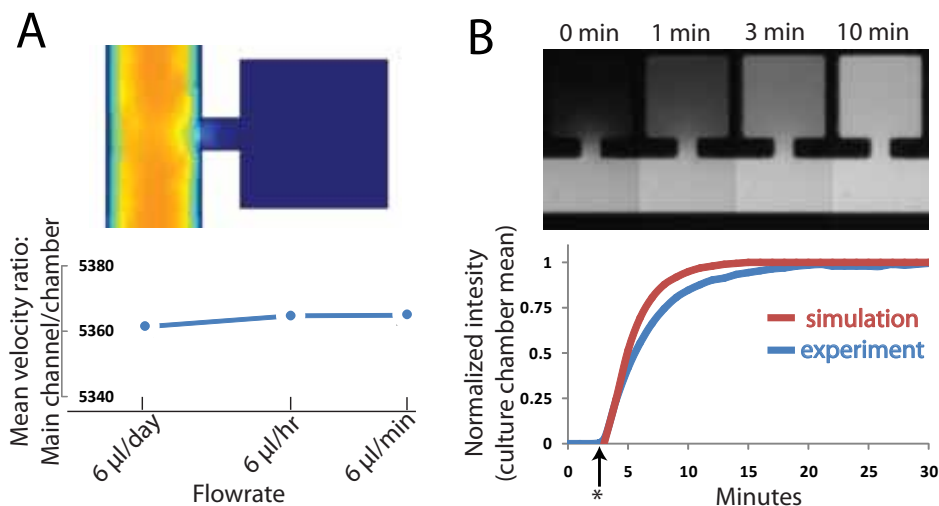 A
Mean velocity ratio:
Main channel/chamber
5380
5360
5340
6 µl/day
6 µl/hr
6 µl/min
Flowrate
B
0 min 1 min 3 min 10 min
Normalized intesity
(culture chamber mean)
1
0.75
0.5
0.25
0
simulation
experiment
0 5 10 15 20 25 30
*
Minutes